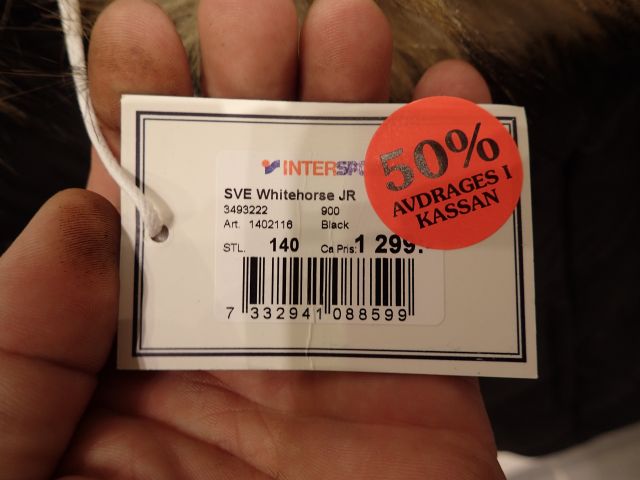 INTERSPO
50%
AVDRAGES I
KASSAN
SVE Whitehorse JR
3493222 900
Art. 1402116 Black
STL. 140 Ca Pris: 1 299.
7 332941 088599